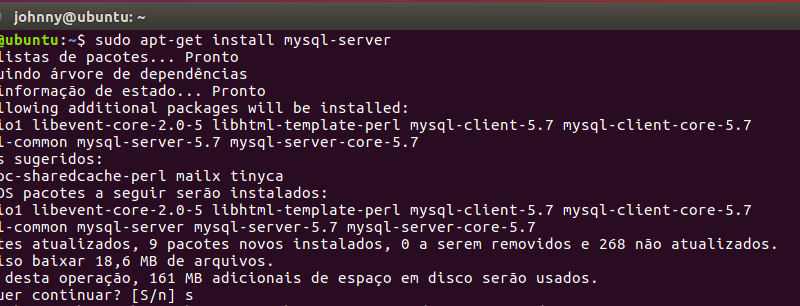 johnny@ubuntu: ~
@ubuntu:~$ sudo apt-get install mysql-server
listas de pacotes... Pronto
uindo árvore de dependências
informação de estado... Pronto
llowing additional packages will be installed:
io1 libevent-core-2.0-5 libhtml-template-perl mysql-client-5.7 mysql-client-core-5.7
l-common mysql-server-5.7 mysql-server-core-5.7
s sugeridos:
oc-sharedcache-perl mailx tinyca
OS pacotes a seguir serão instalados:
io1 libevent-core-2.0-5 libhtml-template-perl mysql-client-5.7 mysql-client-core-5.7
l-common mysql-server mysql-server-5.7 mysql-server-core-5.7
tes atualizados, 9 pacotes novos instalados, 0 a serem removidos e 268 não atualizados.
iso baixar 18,6 MB de arquivos.
desta operação, 161 MB adicionais de espaço em disco serão usados.
uer continuar? [S/n] s